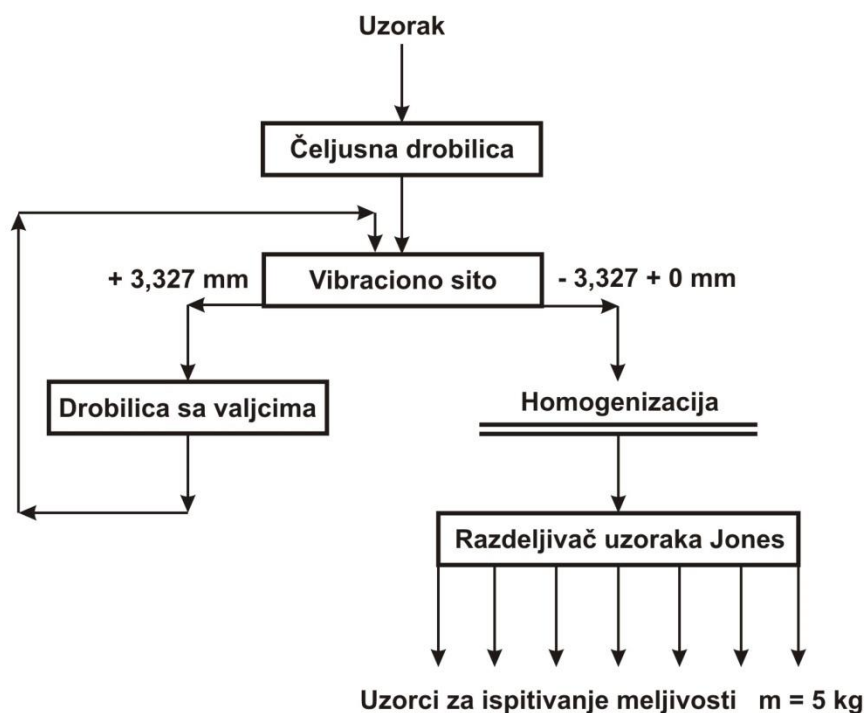 Uzorak
Čeljusna drobilica
+ 3,327 mm
Vibraciono sito
- 3,327 + 0 mm
Drobilica sa valjcima
Homogenizacija
Razdeljivač uzoraka Jones
Uzorci za ispitivanje meljivosti m = 5 kg